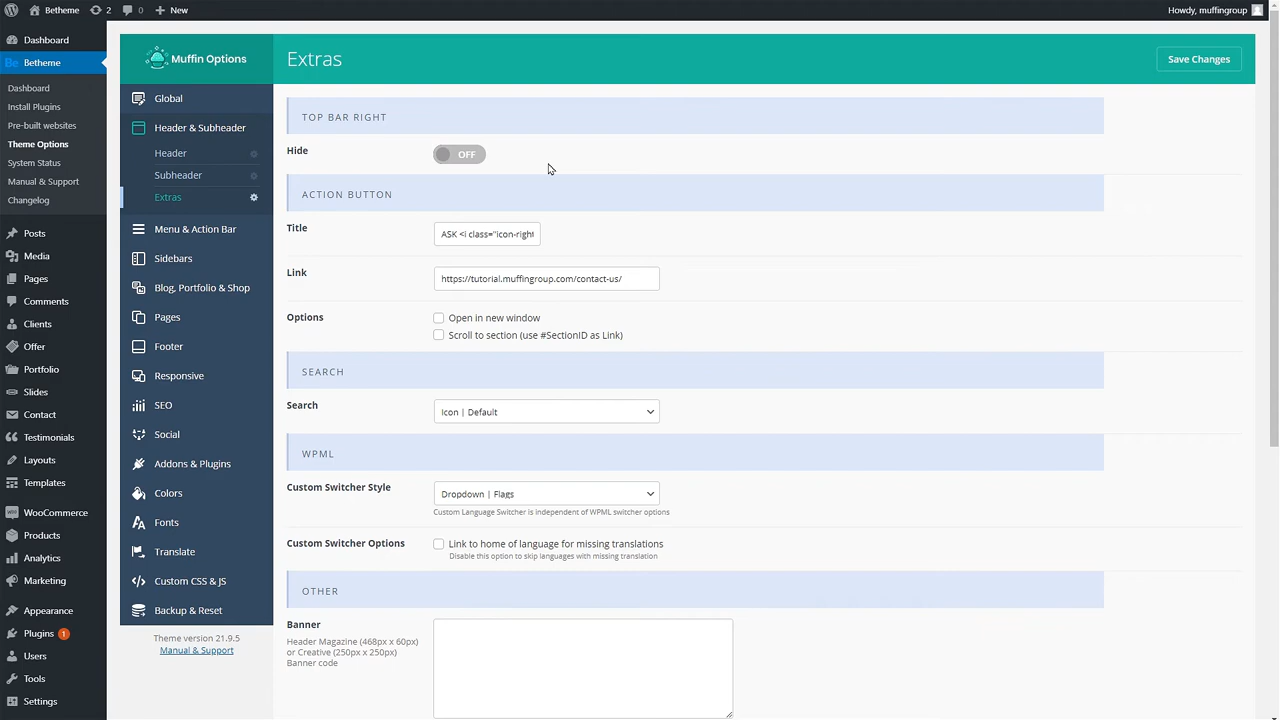 Betheme
2
0
New
Howdy, muffingroup
Dashboard
Be
Betheme
Dashboard
Install Plugins
Pre-built websites
Theme Options
System Status
Manual & Support
Changelog
Posts
Media
Pages
Comments
Clients
Offer
Portfolio
Slides
Contact
Testimonials
Layouts
Templates
WooCommerce
Products
Analytics
Marketing
Appearance
Plugins 1
Users
Tools
Settings
Muffin Options
Global
Header & Subheader
Header
Subheader
Extras
Menu & Action Bar
Sidebars
Blog, Portfolio & Shop
Pages
Footer
Responsive
SEO
Social
Addons & Plugins
Colors
Fonts
Translate
Custom CSS & JS
Backup & Reset
Theme version 21.9.5
Manual & Support
Extras
Save Changes
TOP BAR RIGHT
Hide
OFF
ACTION BUTTON
Title
ASK <i class="icon-right
Link
https://tutorial.muffingroup.com/contact-us/
Options
Open in new window
Scroll to section (use #SectionID as Link)
SEARCH
Search
Icon | Default
WPML
Custom Switcher Style
Dropdown | Flags
Custom Language Switcher is independent of WPML switcher options
Custom Switcher Options
Link to home of language for missing translations
Disable this option to skip languages with missing translation
OTHER
Banner
Header Magazine (468px x 60px)
or Creative (250px x 250px)
Banner code